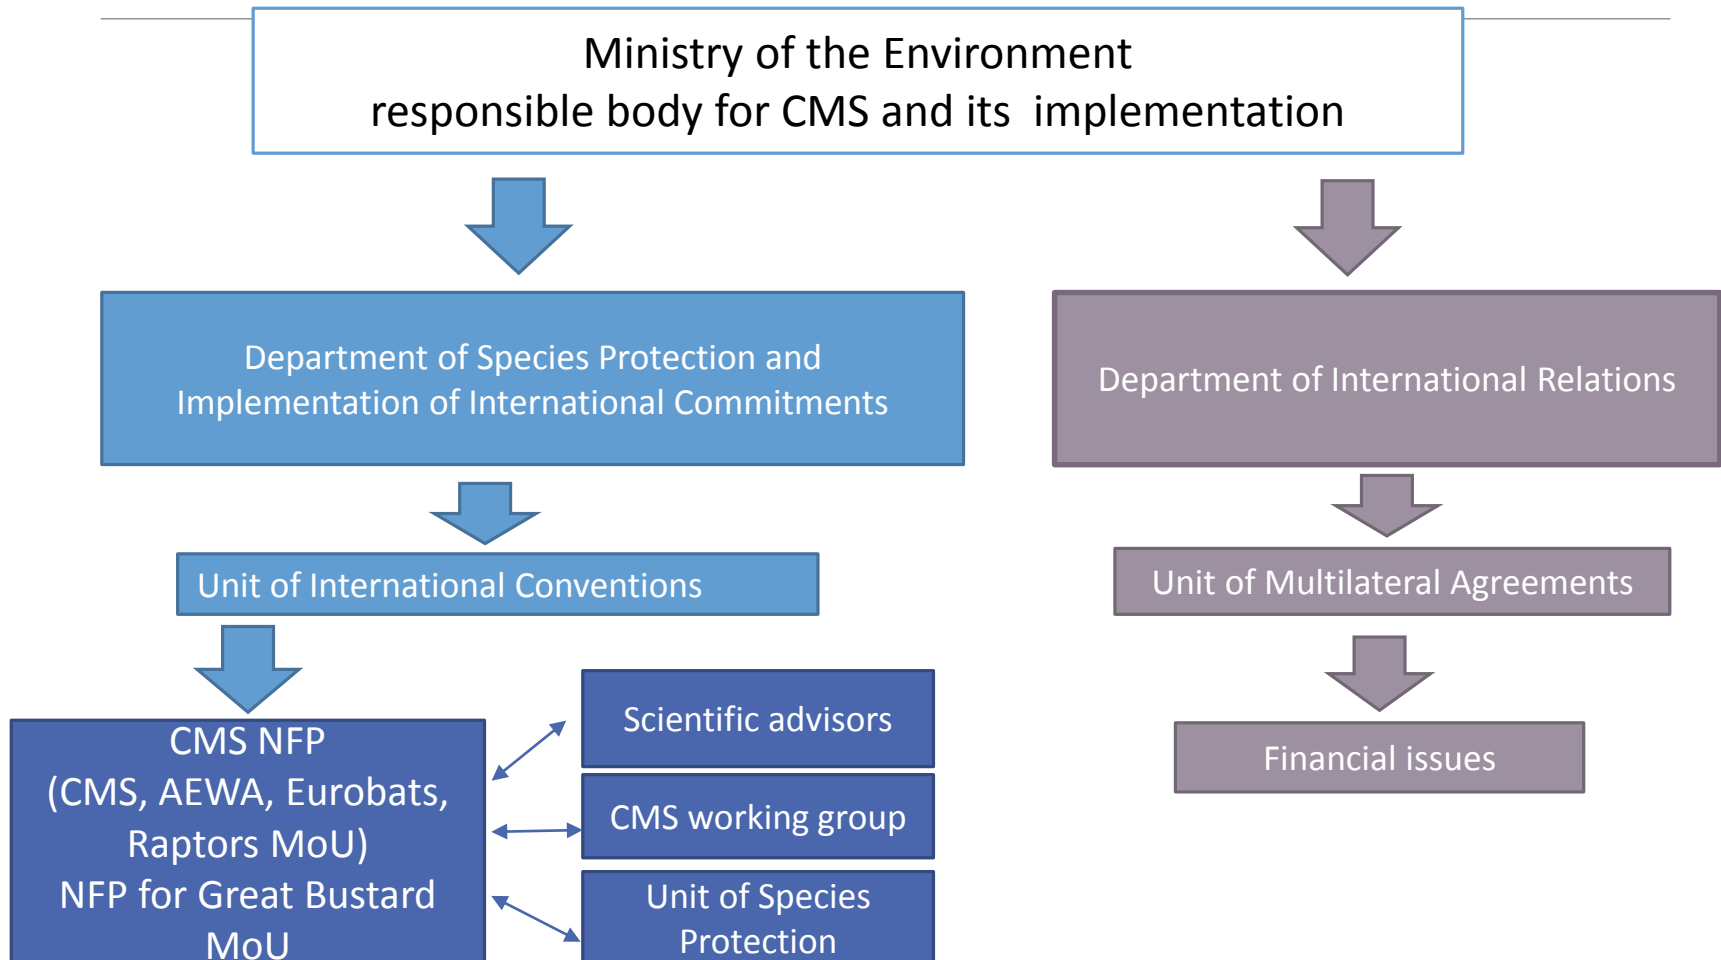 Ministry of the Environment
responsible body for CMS and its implementation
Department of Species Protection and
Implementation of International Commitments
Department of International Relations
Unit of International Conventions
Unit of Multilateral Agreements
CMS NFP
(CMS, AEWA, Eurobats,
Raptors MoU)
NFP for Great Bustard
MoU
Scientific advisors
CMS working group
Unit of Species
Protection
Financial issues